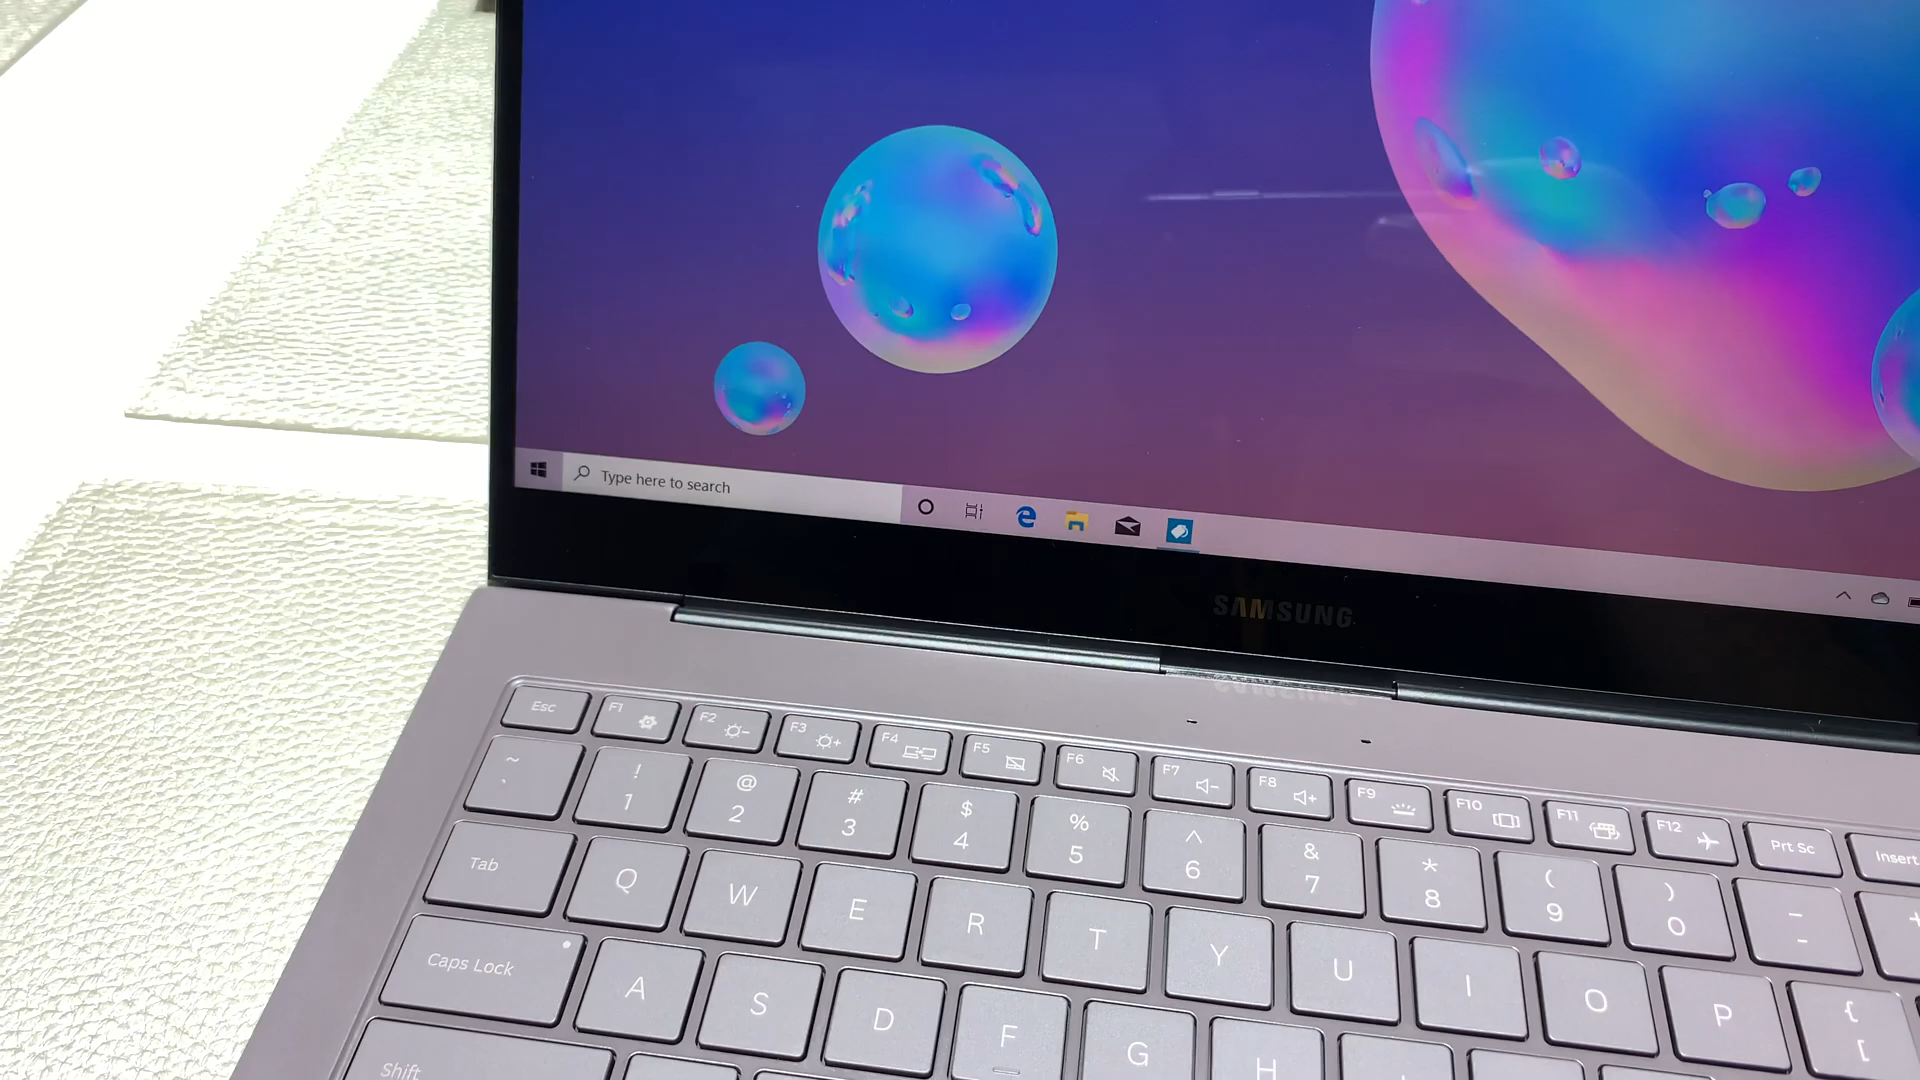 Type here to search
SAMSUNG
Esc F1 F2 F3 F4 F5 F6 F7 F8 F9 F10 F11 F12 Prt Sc Insert
~ ! @ # $ % ^ & * ( ) _ +
` 1 2 3 4 5 6 7 8 9 0 -
Tab Q W E R T Y U I O P { [
Caps Lock A S D F G H
Shift